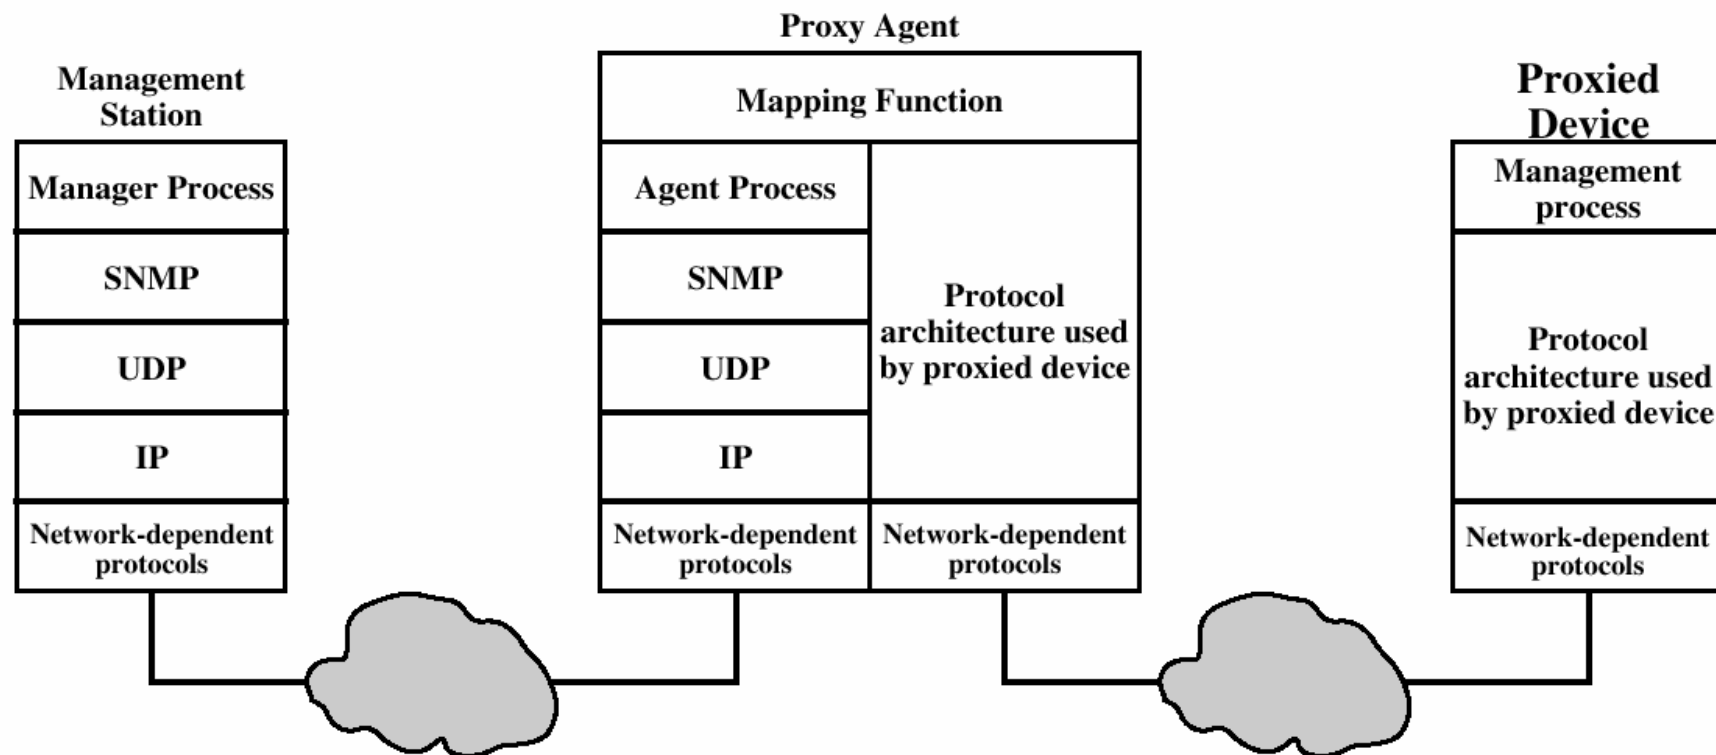 Management
Station
Manager Process
SNMP
UDP
IP
Network-dependent
protocols
Proxy Agent
Mapping Function
Agent Process
SNMP
UDP
IP
Network-dependent
protocols
Protocol
architecture used
by proxied device
Network-dependent
protocols
Proxied
Device
Management
process
Protocol
architecture used
by proxied device
Network-dependent
protocols